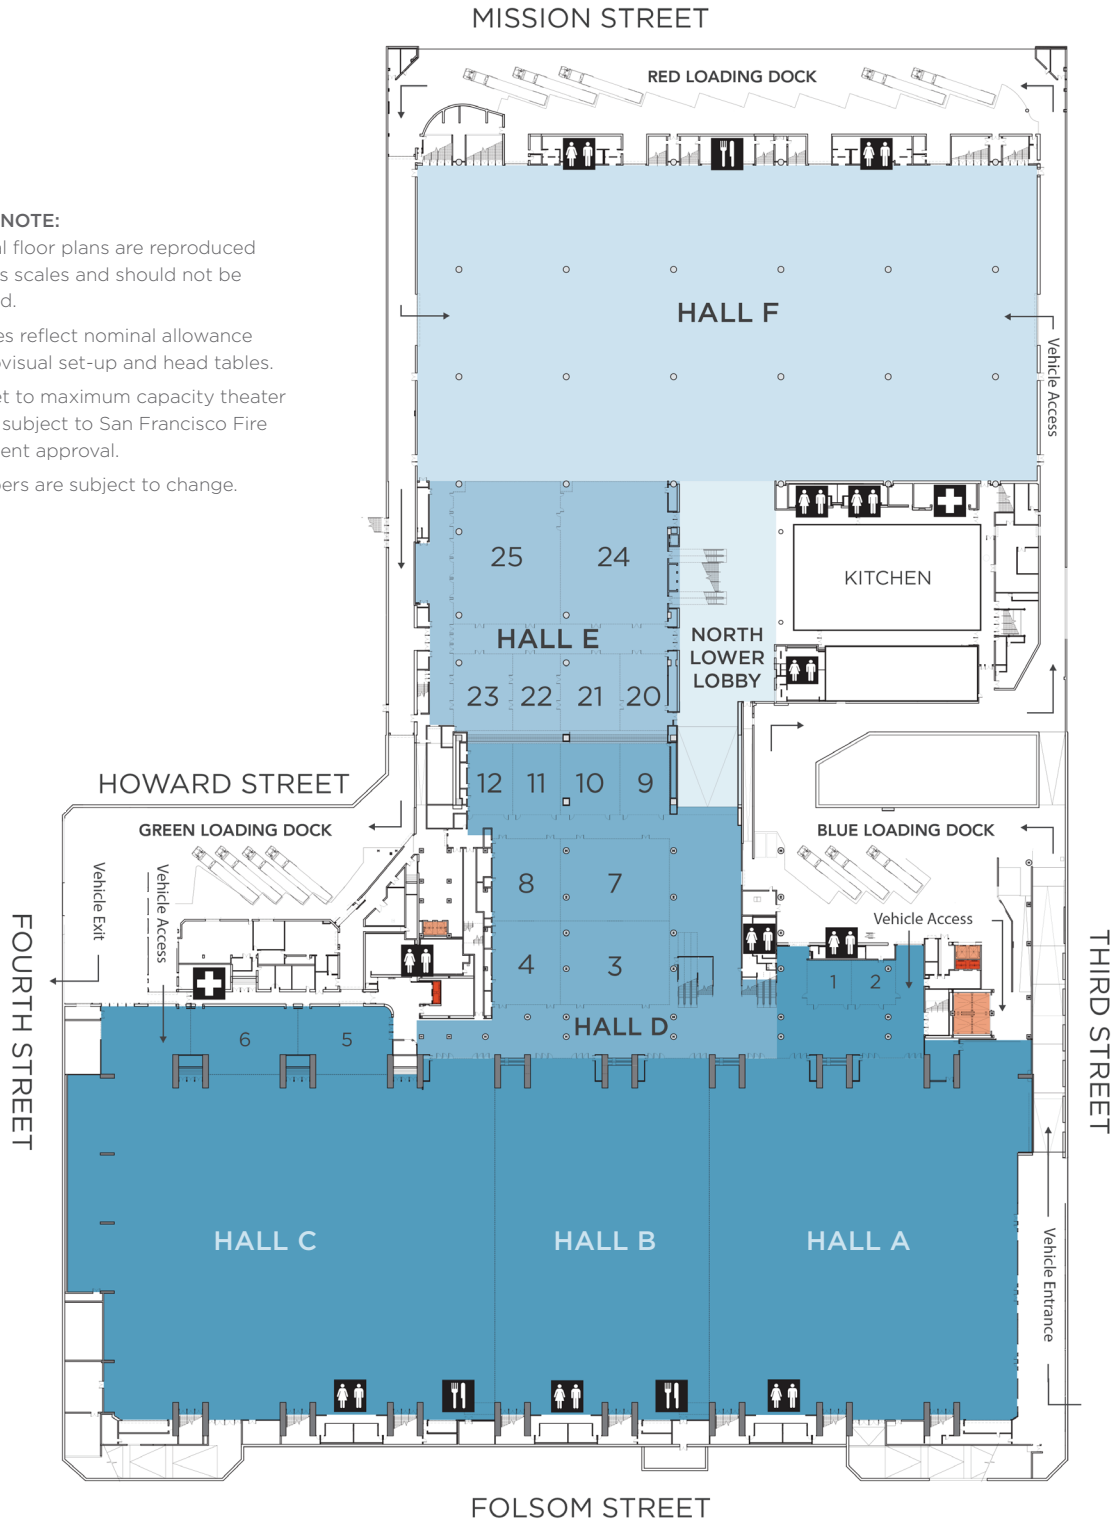 MISSION STREET
RED LOADING DOCK
NOTE:
l floor plans are reproduced
s scales and should not be
d.
es reflect nominal allowance
ovisual set-up and head tables.
et to maximum capacity theater
subject to San Francisco Fire
ent approval.
bers are subject to change.
HALL F
Vehicle Access
25
24
KITCHEN
HALL E
NORTH
LOWER
LOBBY
23
22
21
20
12
11
10
9
HOWARD STREET
GREEN LOADING DOCK
BLUE LOADING DOCK
Vehicle Exit
Vehicle Access
8
7
Vehicle Access
4
3
1
2
FOURTH STREET
THIRD STREET
6
5
HALL D
HALL C
HALL B
HALL A
Vehicle Entrance
FOLSOM STREET